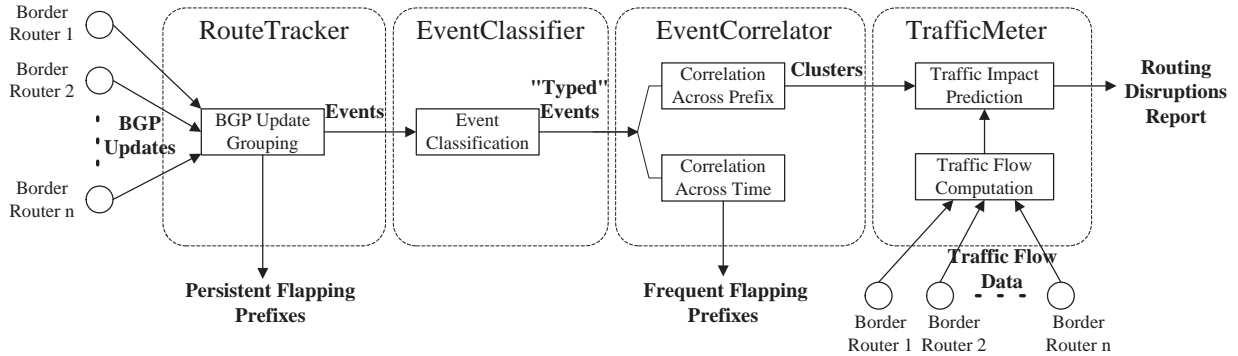 Border
Router 1
Border
Router 2
BGP
Updates
Border
Router n
RouteTracker
BGP Update
Grouping
Events
Persistent Flapping
Prefixes
EventClassifier
Event
Classification
"Typed"
Events
EventCorrelator
Correlation
Across Prefix
Correlation
Across Time
Clusters
Frequent Flapping
Prefixes
TrafficMeter
Traffic Impact
Prediction
Traffic Flow
Computation
Routing
Disruptions
Report
Traffic Flow
Data
Border
Router 1
Border
Router 2
Border
Router n